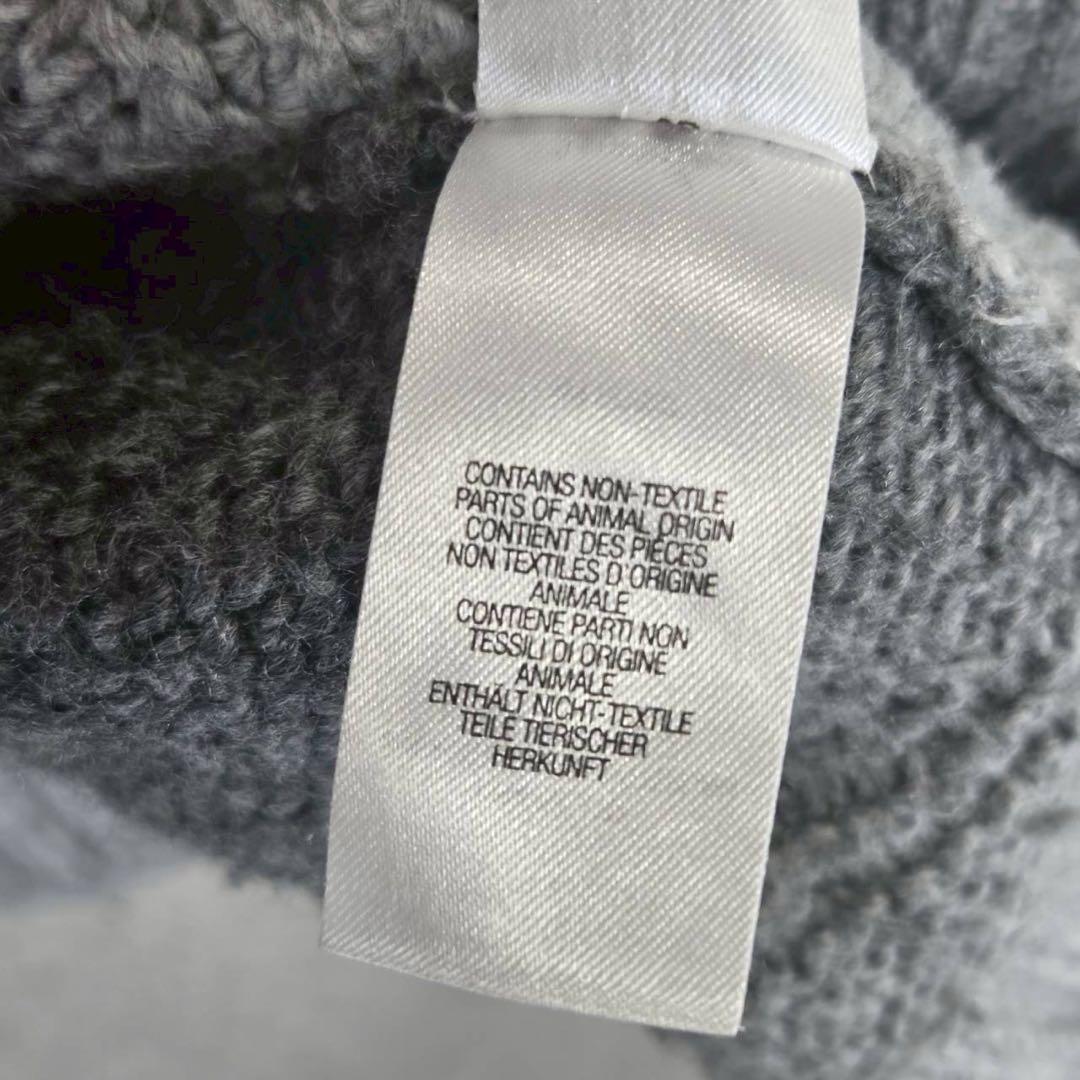 CONTAINS NON-TEXTILE
PARTS OF ANIMAL ORIGIN
CONTIENT DES PIÈCES
NON TEXTILES D'ORIGINE
ANIMALE
CONTIENE PARTI NON
TESSILI DI ORIGINE
ANIMALE
ENTHÄLT NICHT-TEXTILE
TEILE TIERISCHER
HERKUNFT